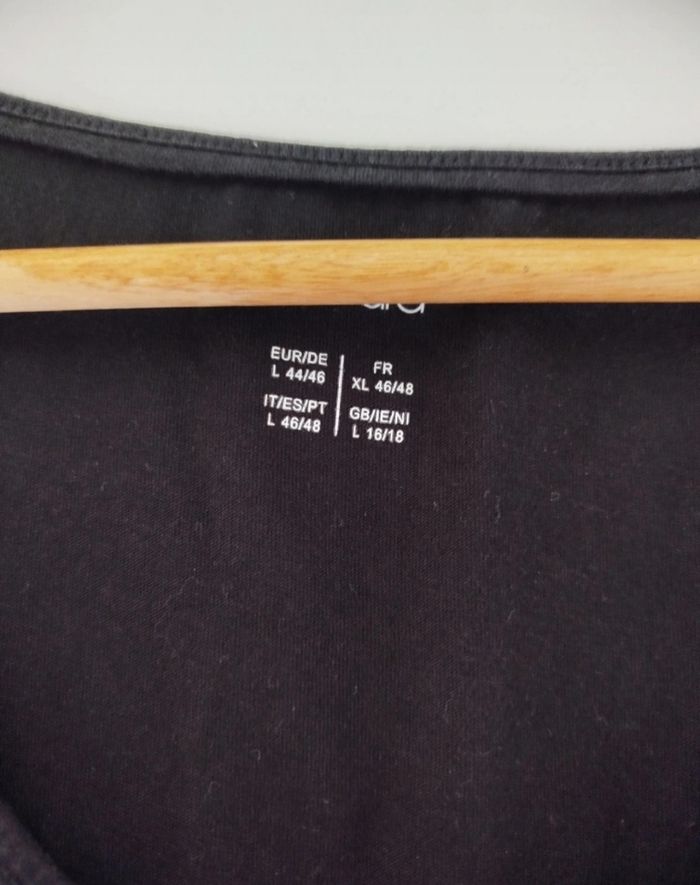 EUR/DE
L 44/46
FR
XL 46/48
IT/ES/PT
L 46/48
GB/IE/NI
L 16/18